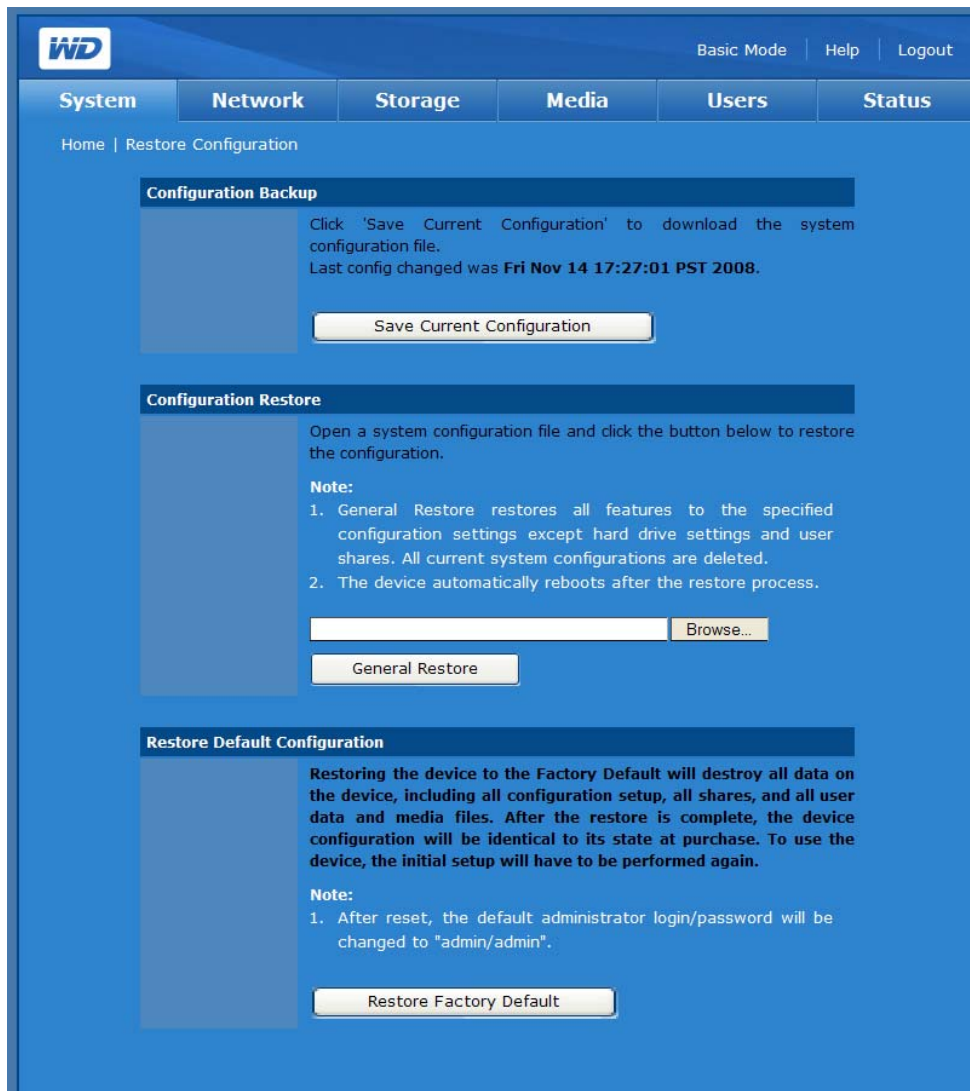 WD
Basic Mode | Help | Logout
System Network Storage Media Users Status
Home | Restore Configuration
Configuration Backup
Click 'Save Current Configuration' to download the system
configuration file.
Last config changed was Fri Nov 14 17:27:01 PST 2008.
Save Current Configuration
Configuration Restore
Open a system configuration file and click the button below to restore
the configuration.
Note:
1. General Restore restores all features to the specified
configuration settings except hard drive settings and user
shares. All current system configurations are deleted.
2. The device automatically reboots after the restore process.
Browse...
General Restore
Restore Default Configuration
Restoring the device to the Factory Default will destroy all data on
the device, including all configuration setup, all shares, and all user
data and media files. After the restore is complete, the device
configuration will be identical to its state at purchase. To use the
device, the initial setup will have to be performed again.
Note:
1. After reset, the default administrator login/password will be
changed to "admin/admin".
Restore Factory Default